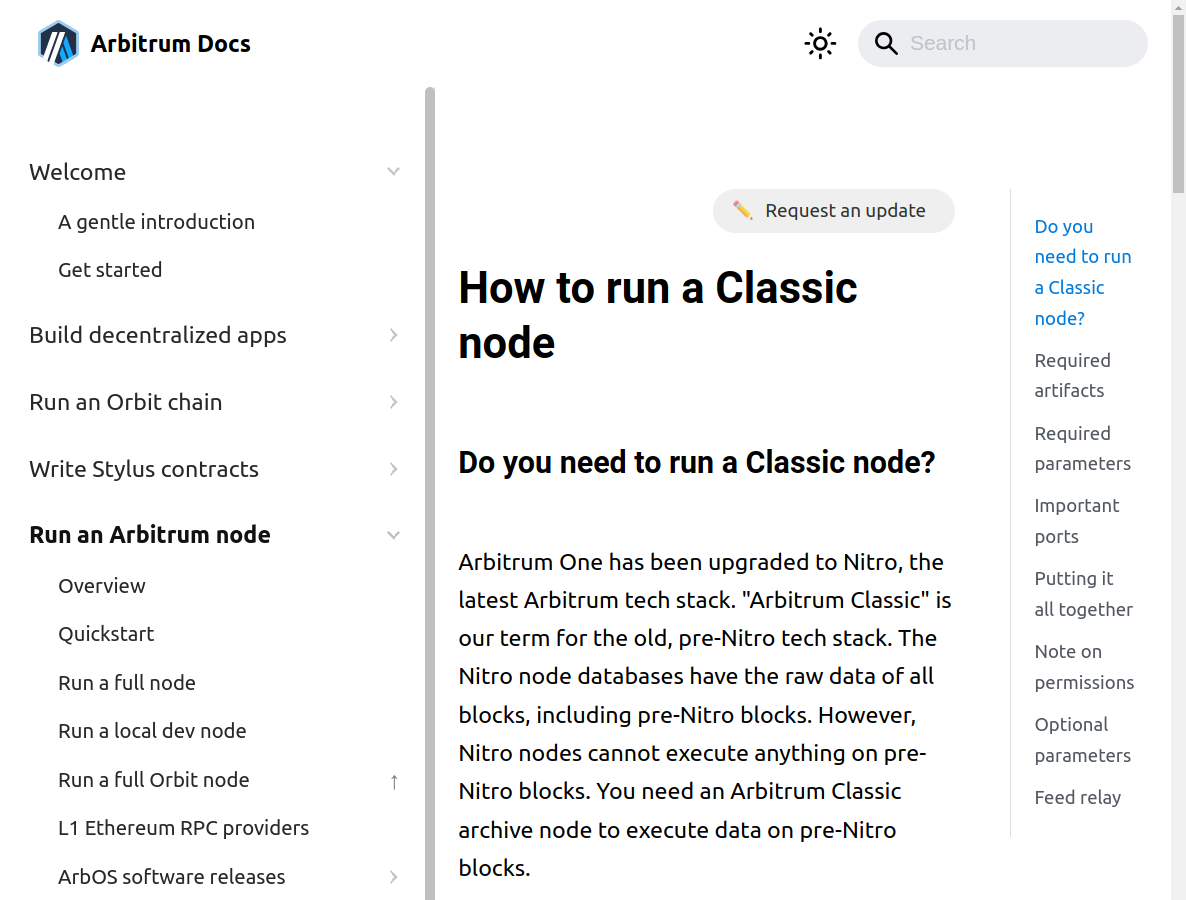 Arbitrum Docs
Search
Welcome
A gentle introduction
Get started
Build decentralized apps
Run an Orbit chain
Write Stylus contracts
Run an Arbitrum node
Overview
Quickstart
Run a full node
Run a local dev node
Run a full Orbit node ↑
L1 Ethereum RPC providers
ArbOS software releases
✏️ Request an update
How to run a Classic
node
Do you need to run a Classic node?
Arbitrum One has been upgraded to Nitro, the
latest Arbitrum tech stack. "Arbitrum Classic" is
our term for the old, pre-Nitro tech stack. The
Nitro node databases have the raw data of all
blocks, including pre-Nitro blocks. However,
Nitro nodes cannot execute anything on pre-
Nitro blocks. You need an Arbitrum Classic
archive node to execute data on pre-Nitro
blocks.
Do you
need to run
a Classic
node?
Required
artifacts
Required
parameters
Important
ports
Putting it
all together
Note on
permissions
Optional
parameters
Feed relay